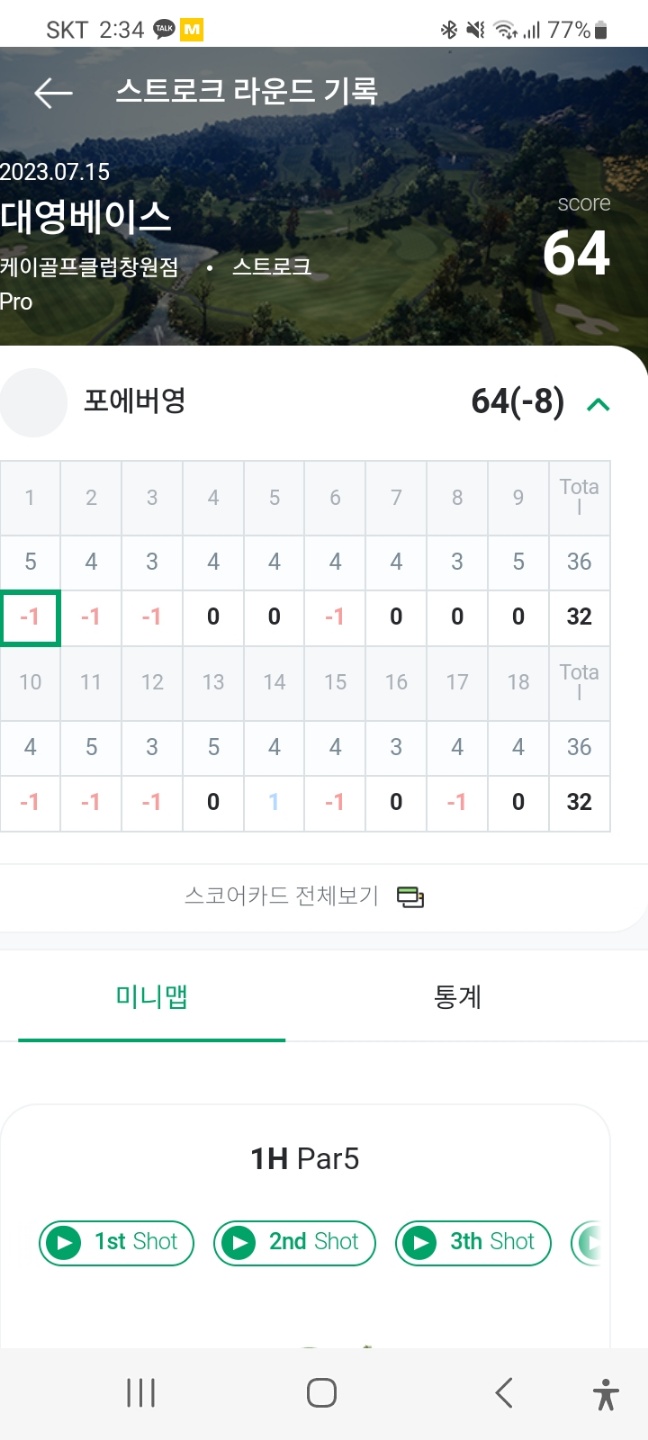 SKT 2:34 TALK M 77%
스트로크 라운드 기록
2023.07.15
대영베이스
score
64
케이골프클럽창원점 • 스트로크
Pro
포에버영 64(-8)
1 2 3 4 5 6 7 8 9 Tota
l
5 4 3 4 4 4 4 3 5 36
-1 -1 -1 0 0 -1 0 0 0 32
10 11 12 13 14 15 16 17 18 Tota
l
4 5 3 5 4 4 3 4 4 36
-1 -1 -1 0 1 -1 0 -1 0 32
스코어카드 전체보기
미니맵 통계
1H Par5
1st Shot 2nd Shot 3th Shot